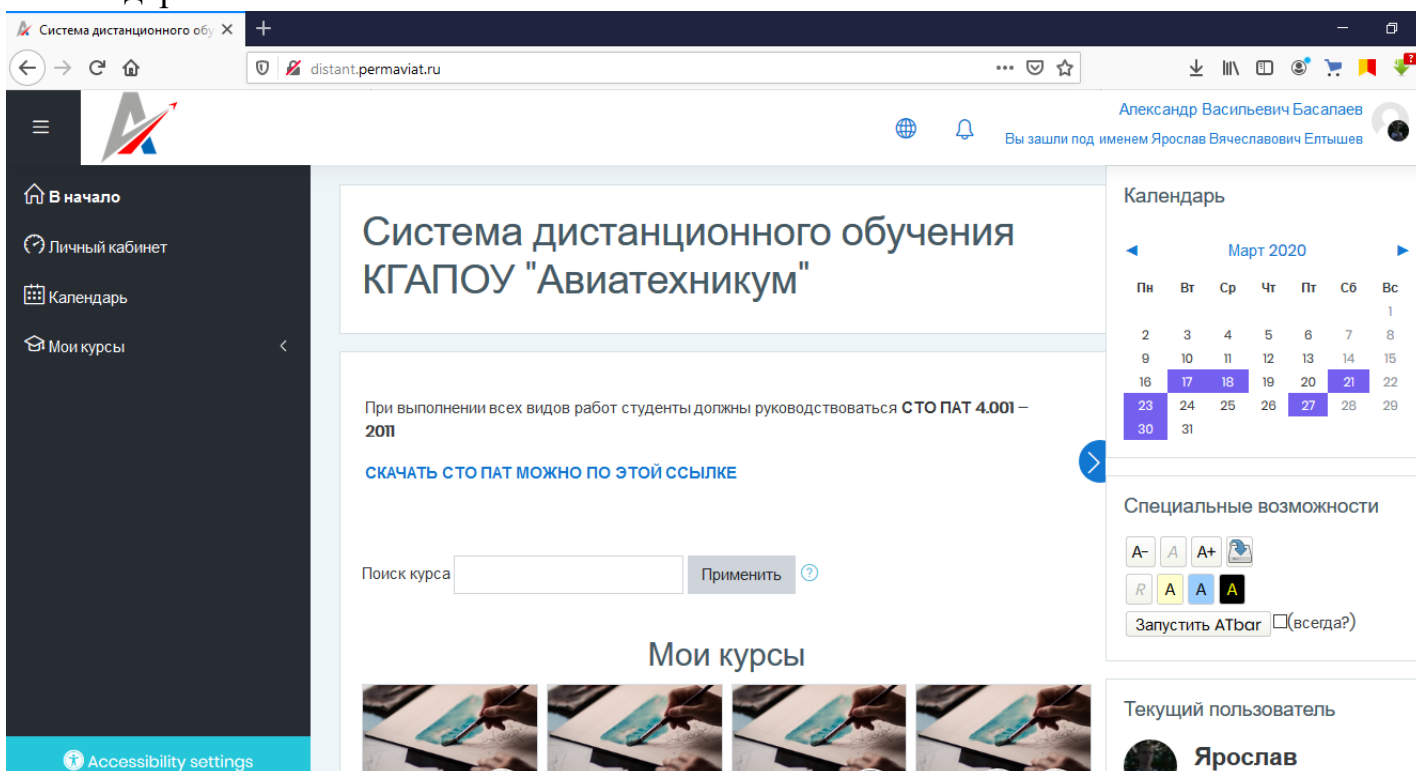 Система дистанционного обу
distant.permaviat.ru
Александр Васильевич Басалаев
Вы зашли под именем Ярослав Вячеславович Елтышев
В начало
Личный кабинет
Календарь
Мои курсы
Accessibility settings
Система дистанционного обучения
КГАПОУ "Авиатехникум"
При выполнении всех видов работ студенты должны руководствоваться СТО ПАТ 4.001 –
2011
СКАЧАТЬ СТО ПАТ МОЖНО ПО ЭТОЙ ССЫЛКЕ
Поиск курса Применить ?
Мои курсы
Календарь
◄ Март 2020 ►
Пн Вт Ср Чт Пт Сб Вс
1
2 3 4 5 6 7 8
9 10 11 12 13 14 15
16 17 18 19 20 21 22
23 24 25 26 27 28 29
30 31
Специальные возможности
A- A A+
R A A A
Запустить ATbar (всегда?)
Текущий пользователь
Ярослав